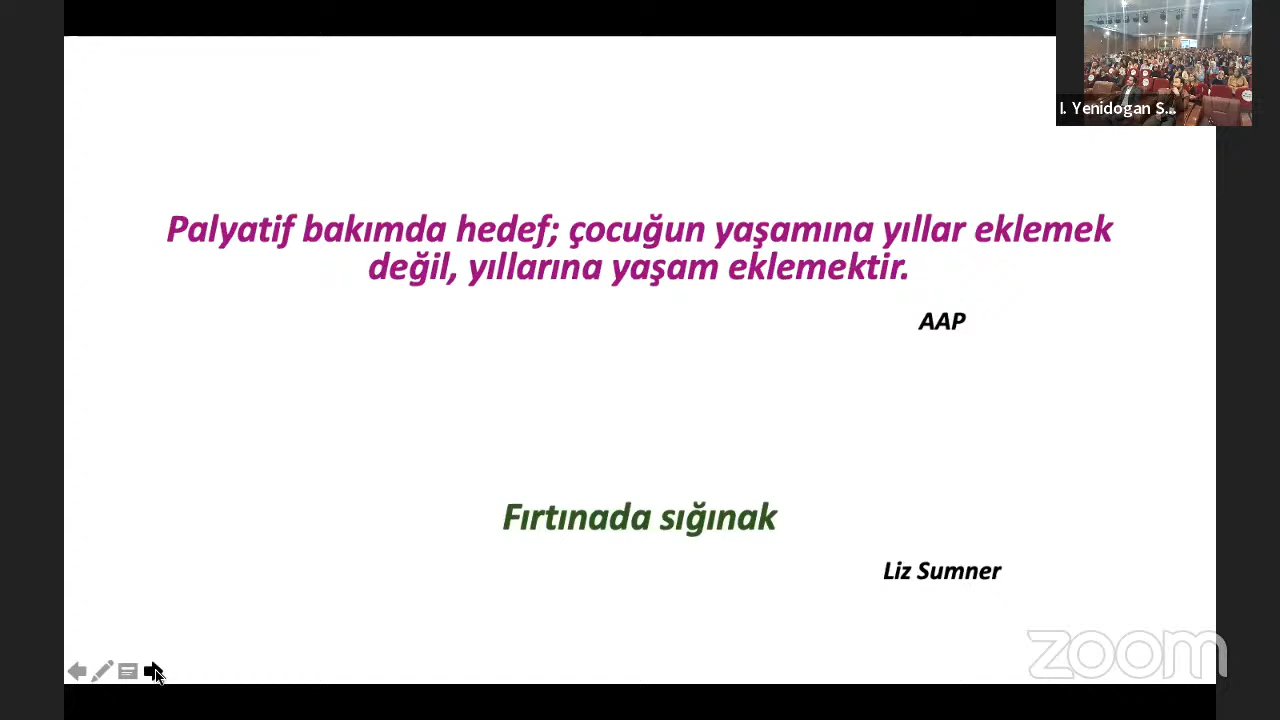 I. Yenidogan S...
Palyatif bakımda hedef; çocuğun yaşamına yıllar eklemek
değil, yıllarına yaşam eklemektir.
AAP
Fırtınada sığınak
Liz Sumner
zoom